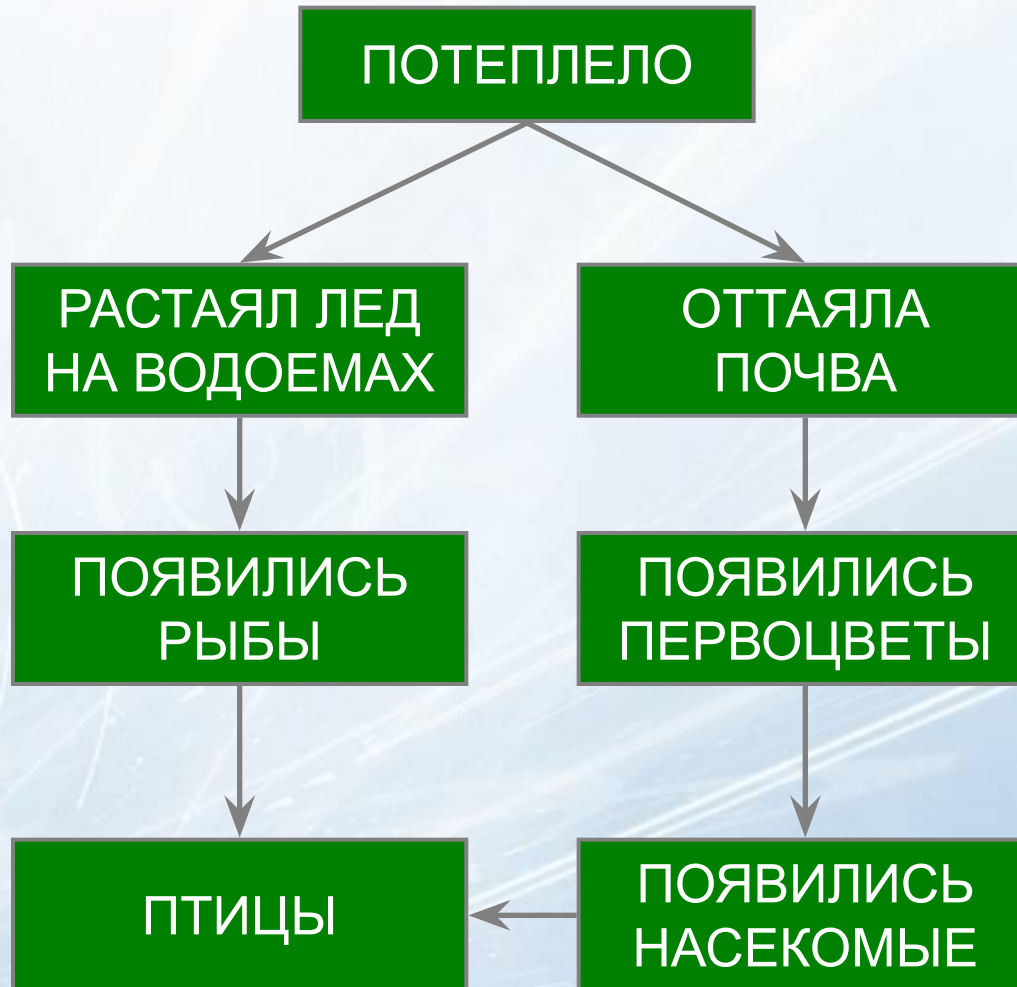 ПОТЕПЛЕЛО
РАСТАЯЛ ЛЕД
НА ВОДОЕМАХ
ОТТАЯЛА
ПОЧВА
ПОЯВИЛИСЬ
РЫБЫ
ПОЯВИЛИСЬ
ПЕРВОЦВЕТЫ
ПТИЦЫ
ПОЯВИЛИСЬ
НАСЕКОМЫЕ